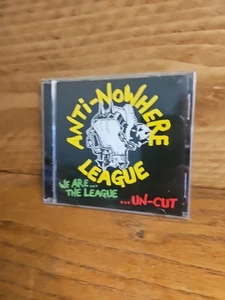 ANTI-NOWHERE
LEAGUE
WE ARE...
THE LEAGUE
...UN-CUT